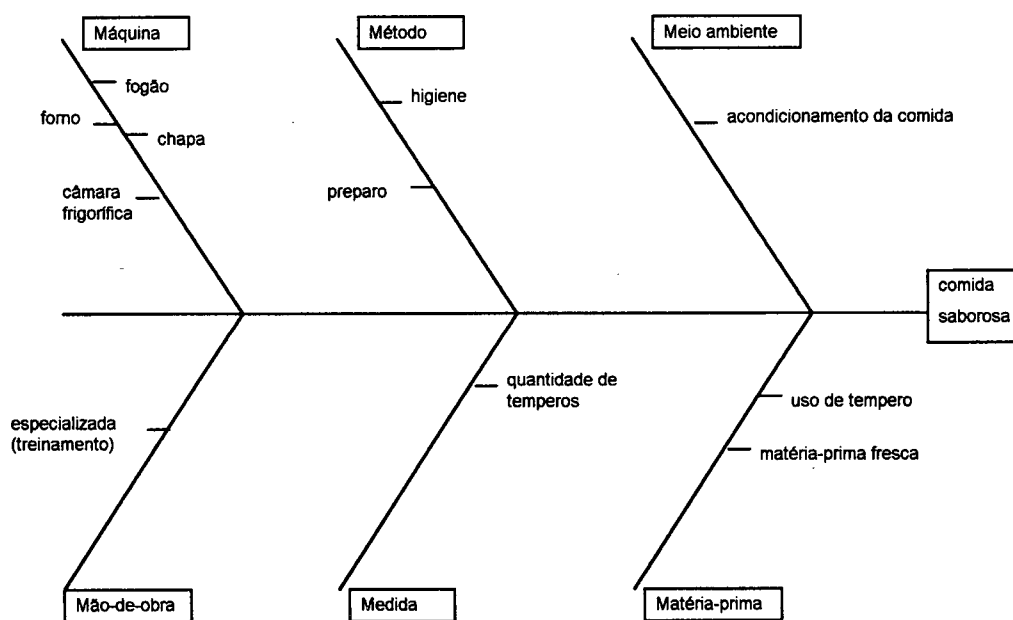 Máquina
Método
Meio ambiente
fogão
forno
chapa
câmara
frigorífica
higiene
preparo
acondicionamento da comida
comida
saborosa
especializada
(treinamento)
quantidade de
temperos
uso de tempero
matéria-prima fresca
Mão-de-obra
Medida
Matéria-prima